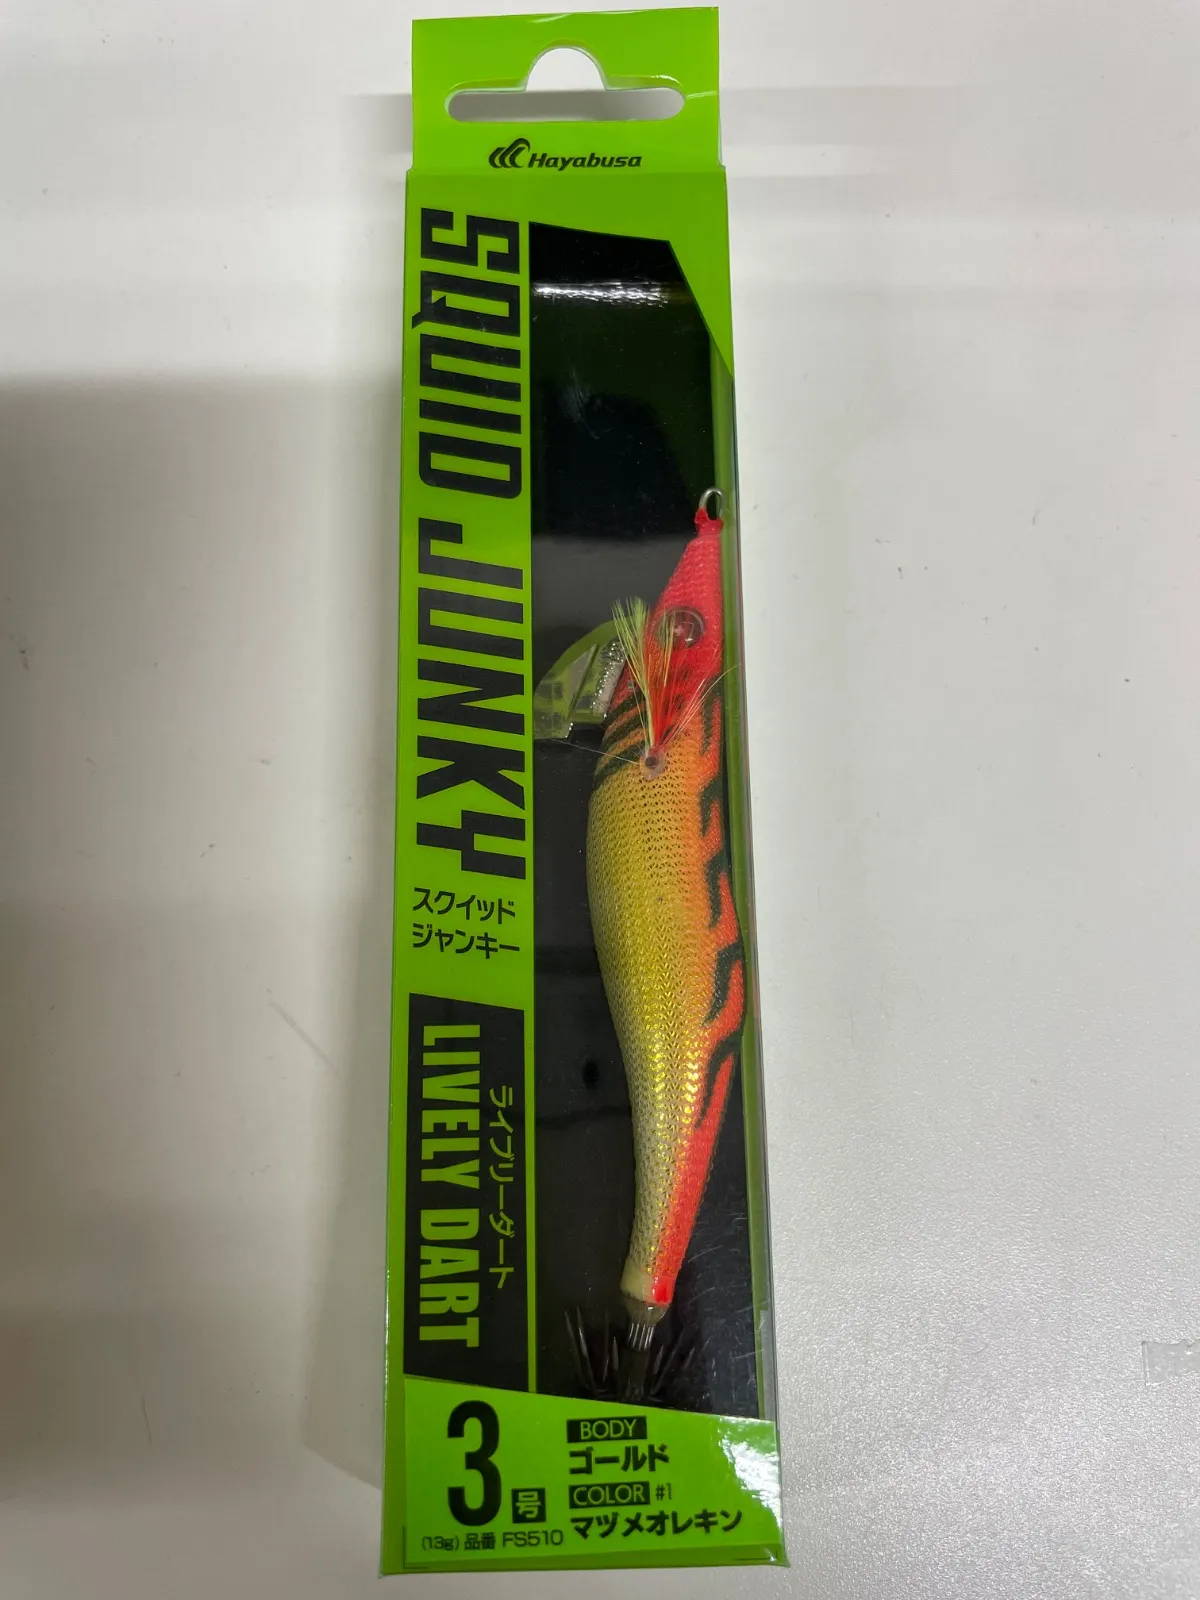 Hayabusa
SQUID JUNKY
スクイッド
ジャンキー
LIVELY DART
ライブリーダート
3号
(13g) 品番 FS510
BODY
ゴールド
COLOR #1
マヅメオレキン